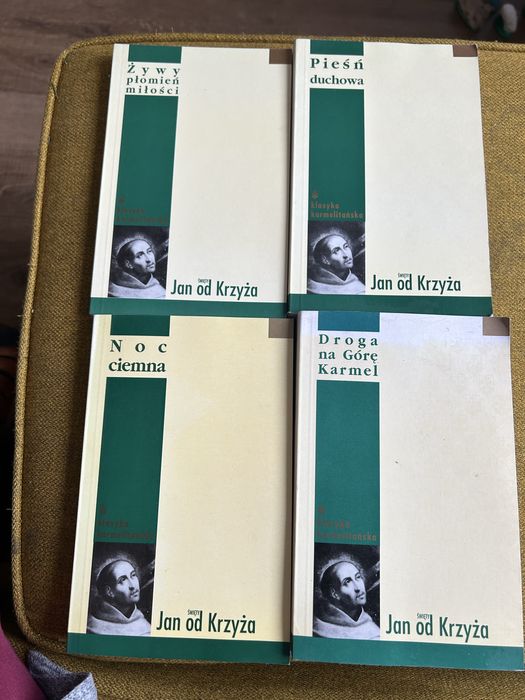 Żywy
płomień
miłości
klasyka
karmelitańska
ŚWIĘTY
Jan od Krzyża
Pieśń
duchowa
klasyka
karmelitańska
ŚWIĘTY
Jan od Krzyża
Noc
ciemna
klasyka
karmelitańska
ŚWIĘTY
Jan od Krzyża
Droga
na Górę
Karmel
klasyka
karmelitańska
ŚWIĘTY
Jan od Krzyża